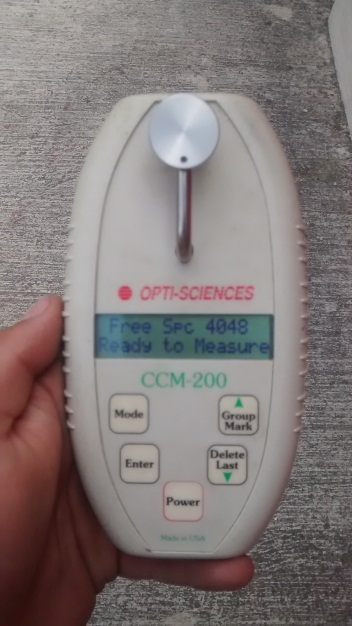 OPTI-SCIENCES
Free Spc 4048
Ready to Measure
CCM-200
Mode
Group
Mark
Enter
Delete
Last
Power
Made in USA